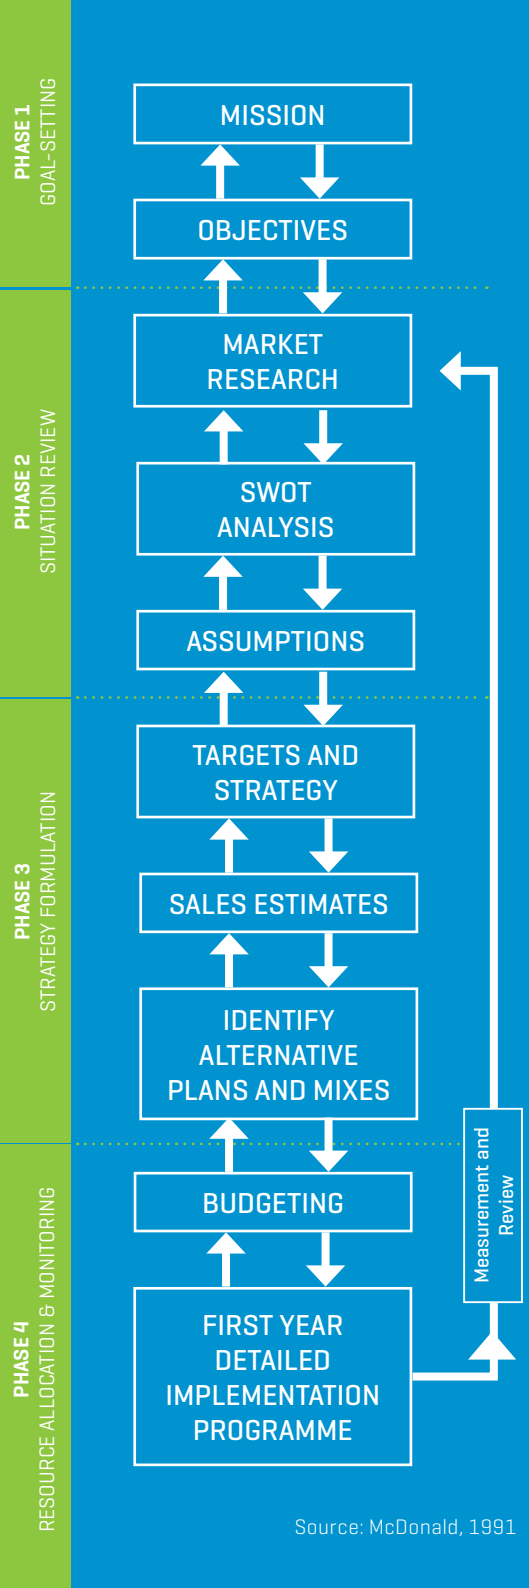 PHASE 1
GOAL-SETTING
MISSION
OBJECTIVES
PHASE 2
SITUATION REVIEW
MARKET
RESEARCH
SWOT
ANALYSIS
ASSUMPTIONS
PHASE 3
STRATEGY FORMULATION
TARGETS AND
STRATEGY
SALES ESTIMATES
IDENTIFY
ALTERNATIVE
PLANS AND MIXES
PHASE 4
RESOURCE ALLOCATION & MONITORING
BUDGETING
FIRST YEAR
DETAILED
IMPLEMENTATION
PROGRAMME
Measurement and
Review
Source: McDonald, 1991